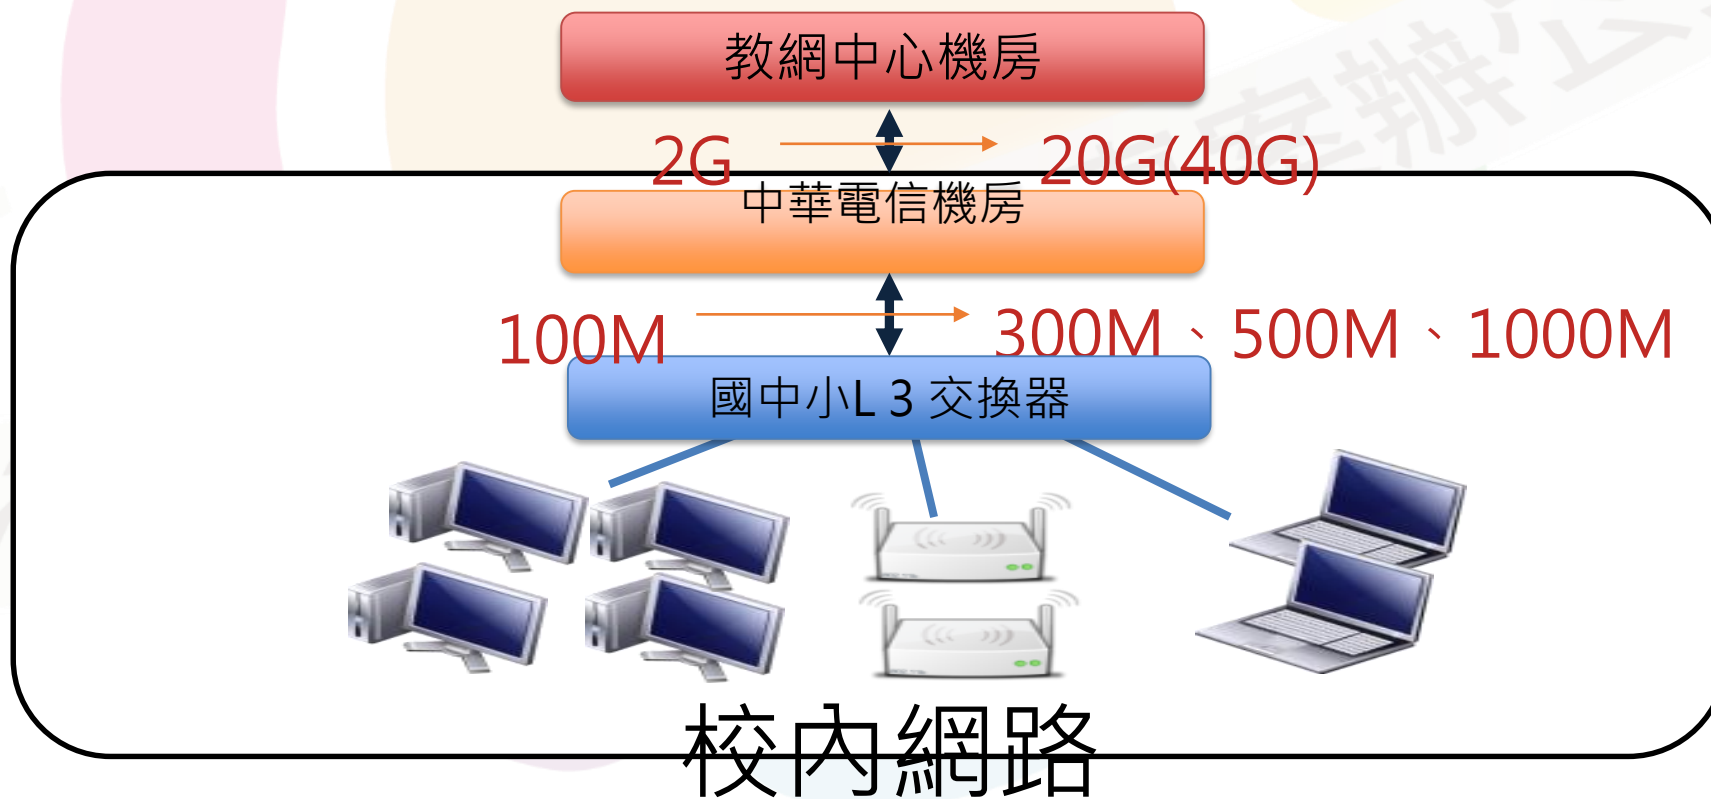 教網中心機房
2G 20G(40G)
中華電信機房
100M 300M、500M、1000M
國中小L 3 交換器
校內網路